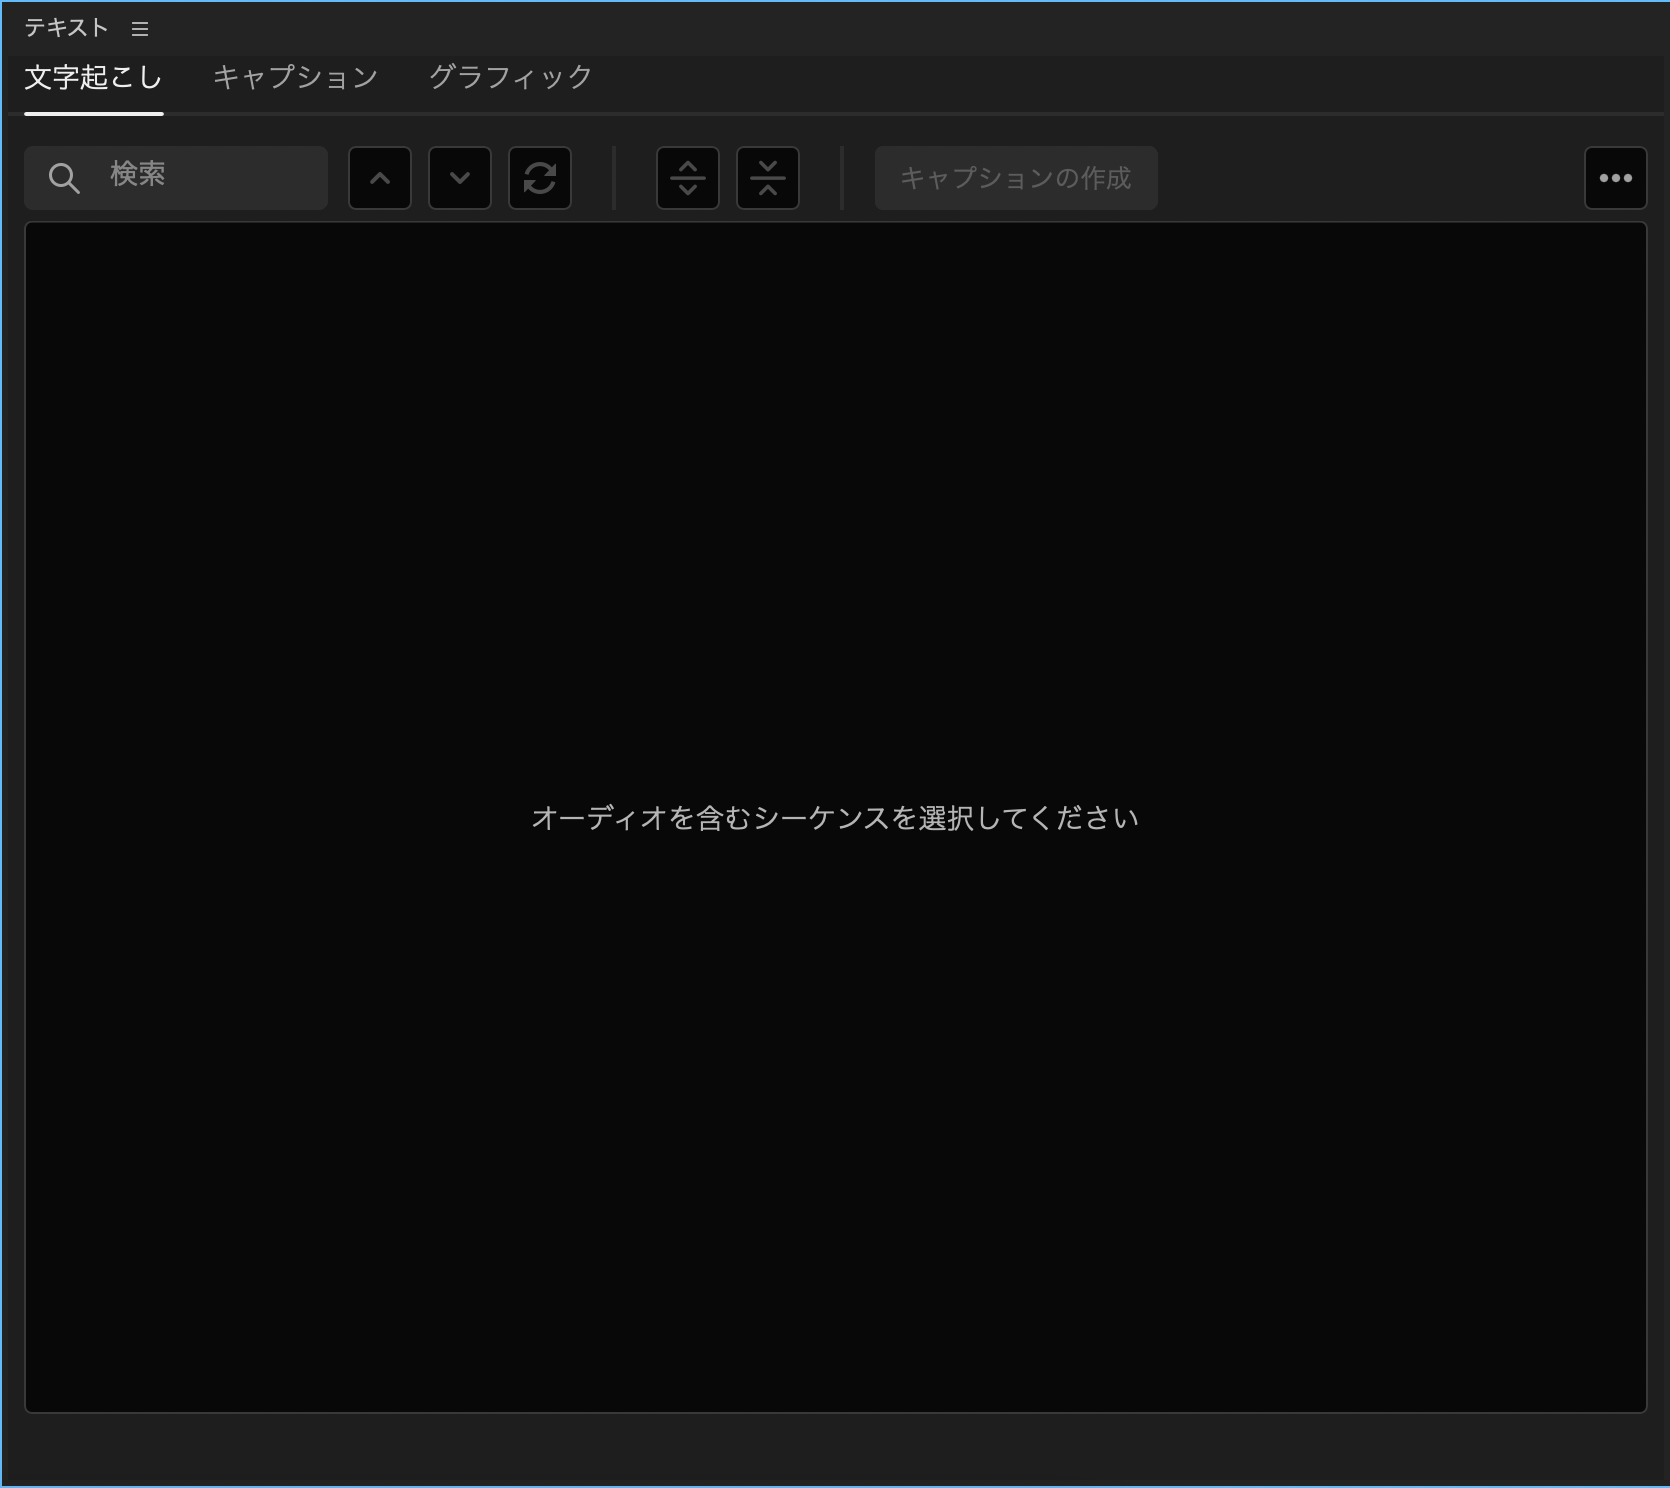 テキスト
文字起こし キャプション グラフィック
検索 キャプションの作成
オーディオを含むシーケンスを選択してください